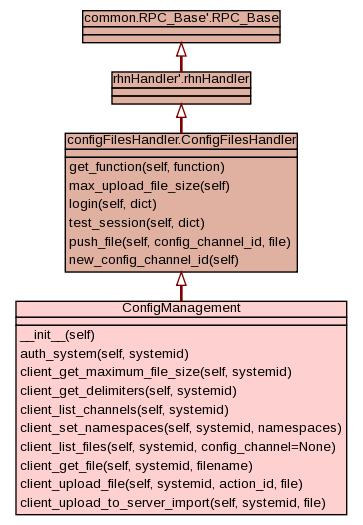 common.RPC_Base'.RPC_Base
rhnHandler'.rhnHandler
configFilesHandler.ConfigFilesHandler
get_function(self, function)
max_upload_file_size(self)
login(self, dict)
test_session(self, dict)
push_file(self, config_channel_id, file)
new_config_channel_id(self)
ConfigManagement
__init__(self)
auth_system(self, systemid)
client_get_maximum_file_size(self, systemid)
client_get_delimiters(self, systemid)
client_list_channels(self, systemid)
client_set_namespaces(self, systemid, namespaces)
client_list_files(self, systemid, config_channel=None)
client_get_file(self, systemid, filename)
client_upload_file(self, systemid, action_id, file)
client_upload_to_server_import(self, systemid, file)